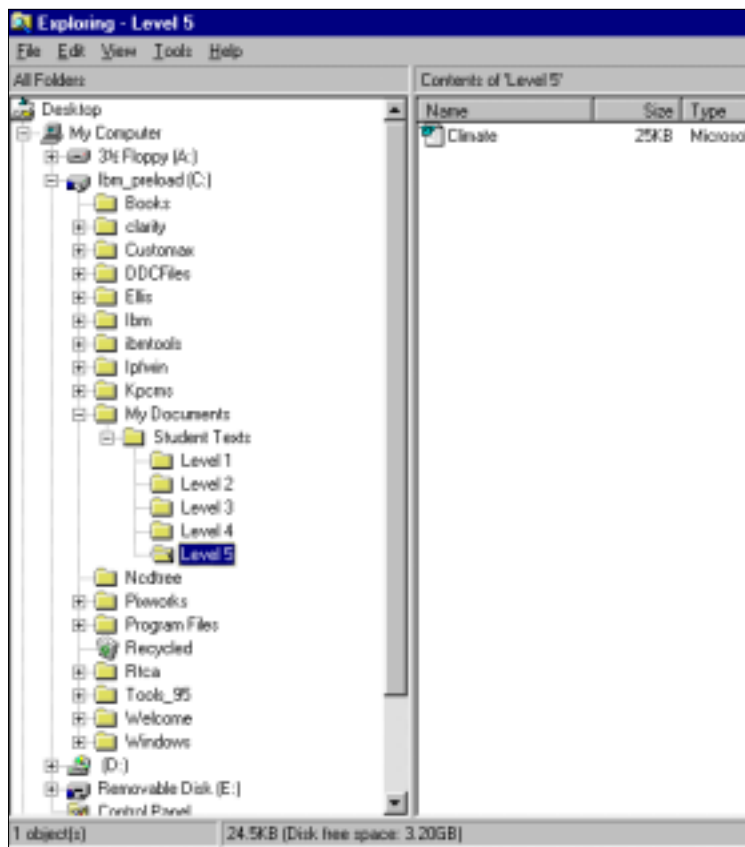 Exploring - Level 5
File Edit View Tools Help
All Folders
Contents of 'Level 5'
Desktop
My Computer
3½ Floppy (A:)
Ibm_preload (C:)
Books
clarity
Customax
DDCFiles
Ellis
Ibm
ibmtools
Ipfwin
Kpcms
My Documents
Student Texts
Level 1
Level 2
Level 3
Level 4
Level 5
Ncdtree
Pixworks
Program Files
Recycled
Rtca
Tools_95
Welcome
Windows
(D:)
Removable Disk (E:)
Control Panel
Name Size Type
Climate 25KB Microso
1 object(s) 24.5KB (Disk free space: 3.20GB)